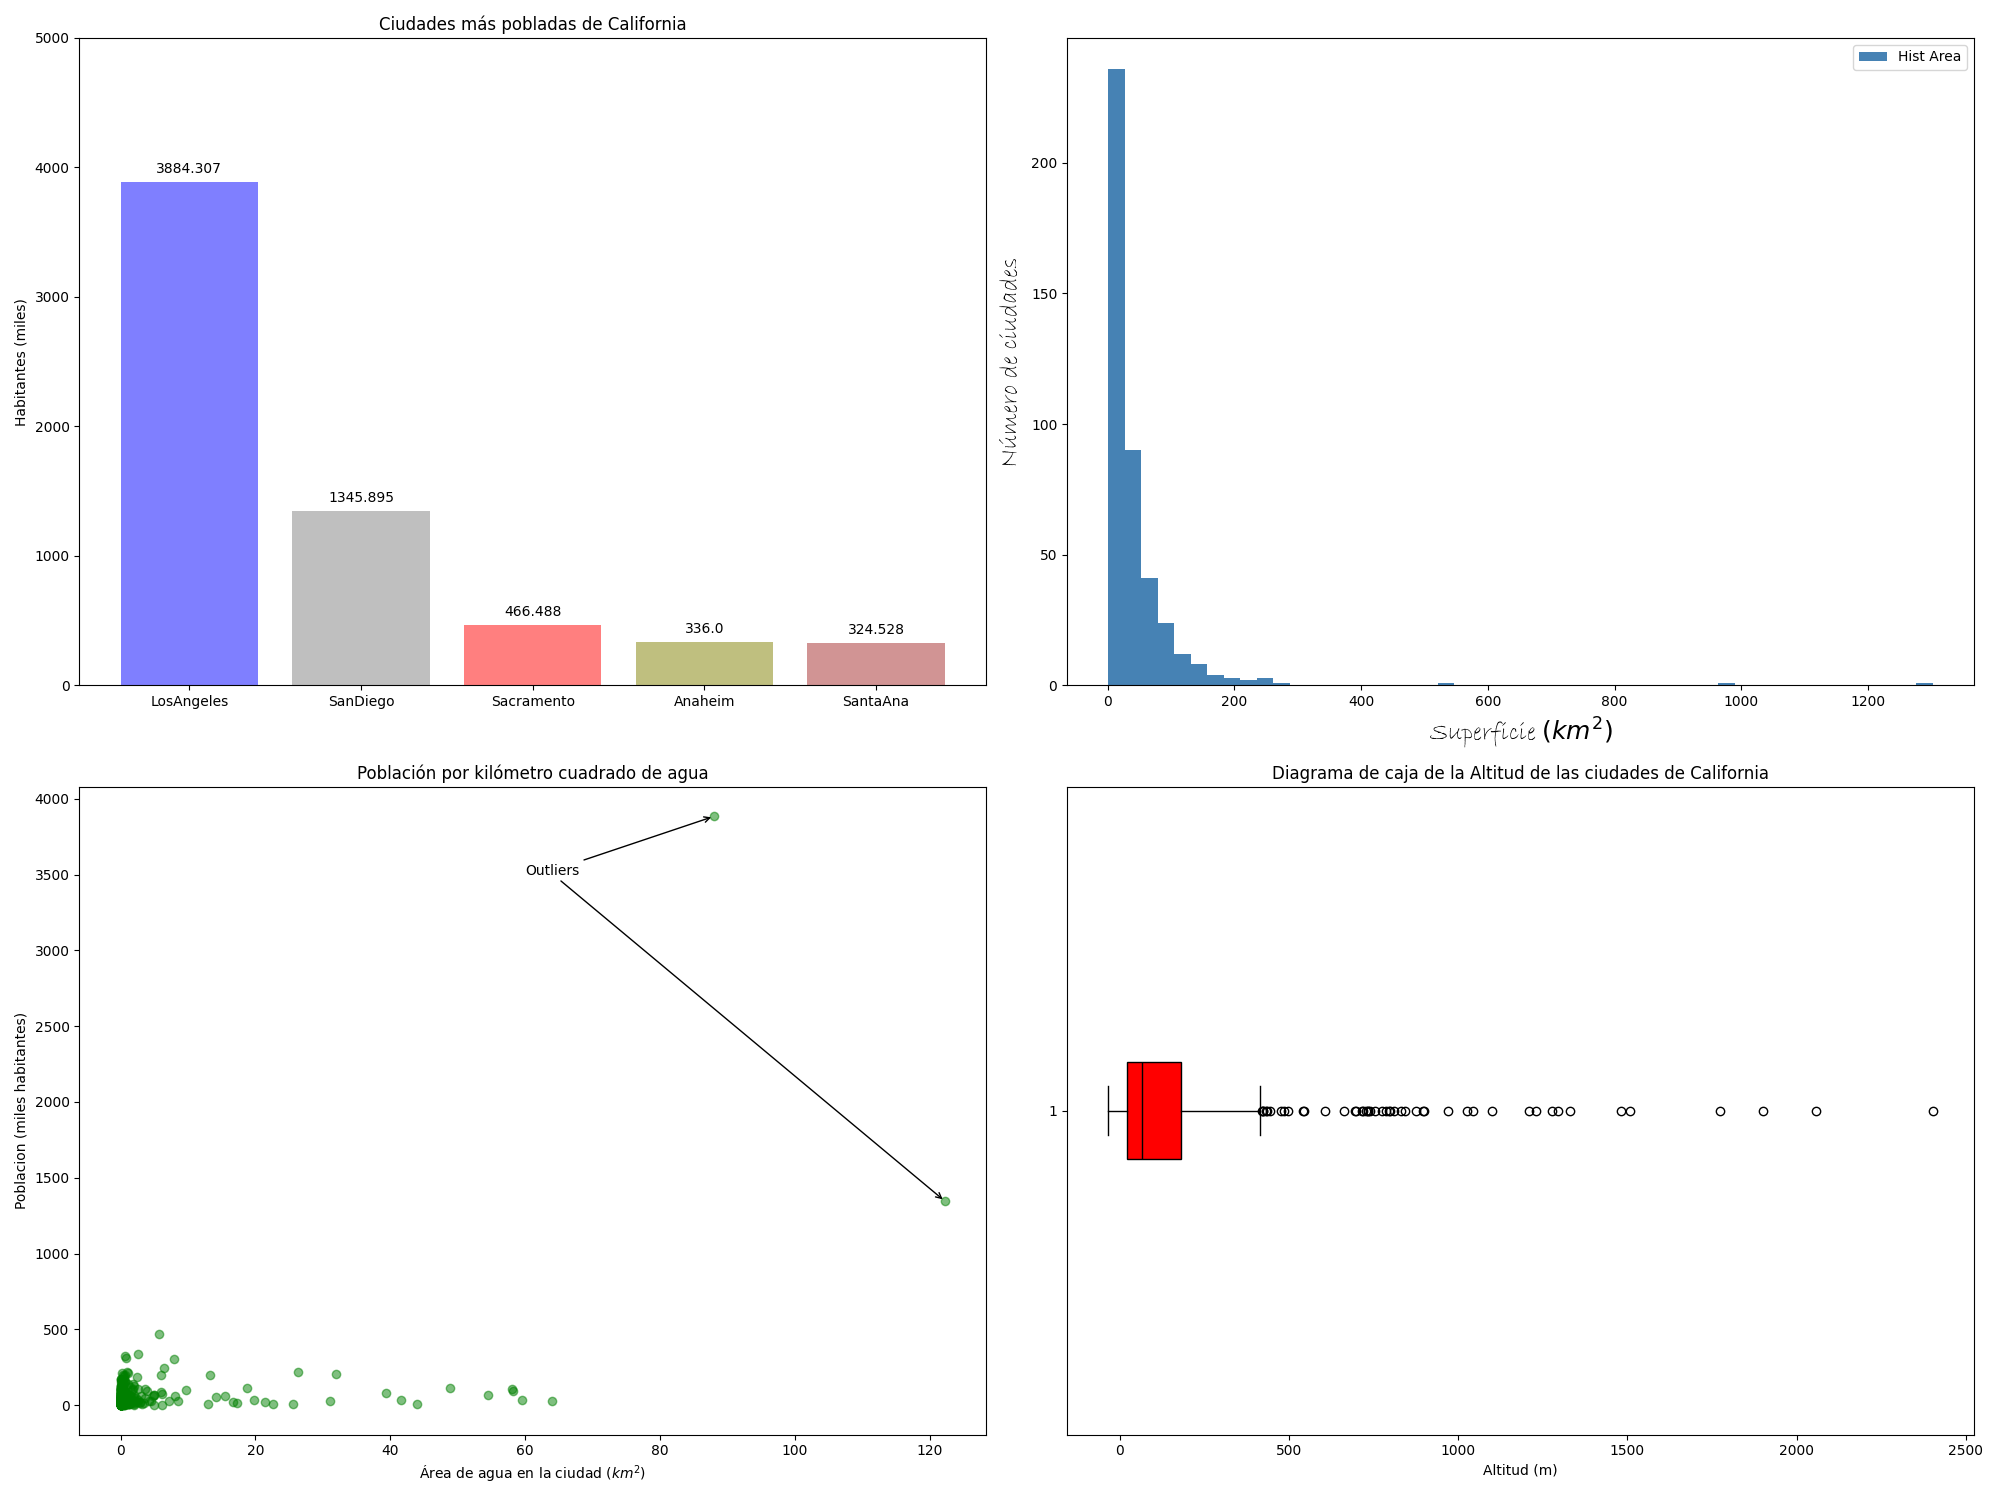 Ciudades más pobladas de California
5000
4000
3000
2000
1000
0
Habitantes (miles)
3884.307
1345.895
466.488
336.0
324.528
LosAngeles SanDiego Sacramento Anaheim SantaAna
Hist Area
200
150
100
50
0
Número de ciudades
0 200 400 600 800 1000 1200
Superficie (km²)
Población por kilómetro cuadrado de agua
4000
3500
3000
2500
2000
1500
1000
500
0
Poblacion (miles habitantes)
Outliers
0 20 40 60 80 100 120
Área de agua en la ciudad (km²)
Diagrama de caja de la Altitud de las ciudades de California
1
0 500 1000 1500 2000 2500
Altitud (m)